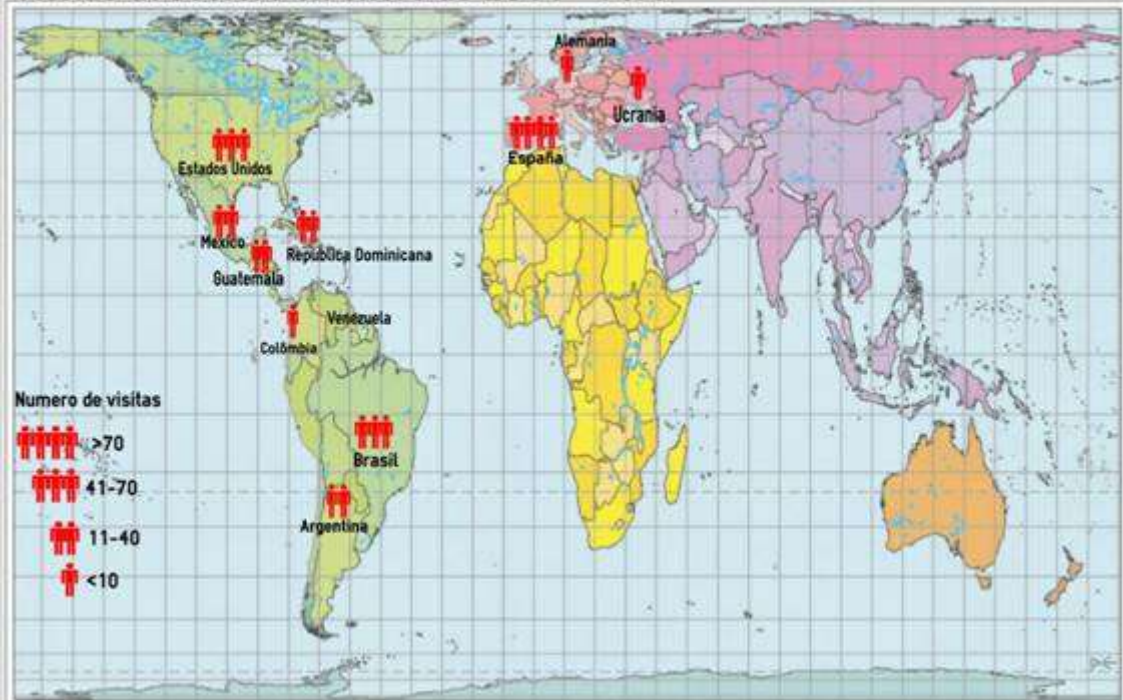 Alemania
Ucrania
España
Estados Unidos
Mexico
República Dominicana
Guatemala
Venezuela
Colômbia
Numero de visitas
>70
Brasil
41-70
Argentina
11-40
<10